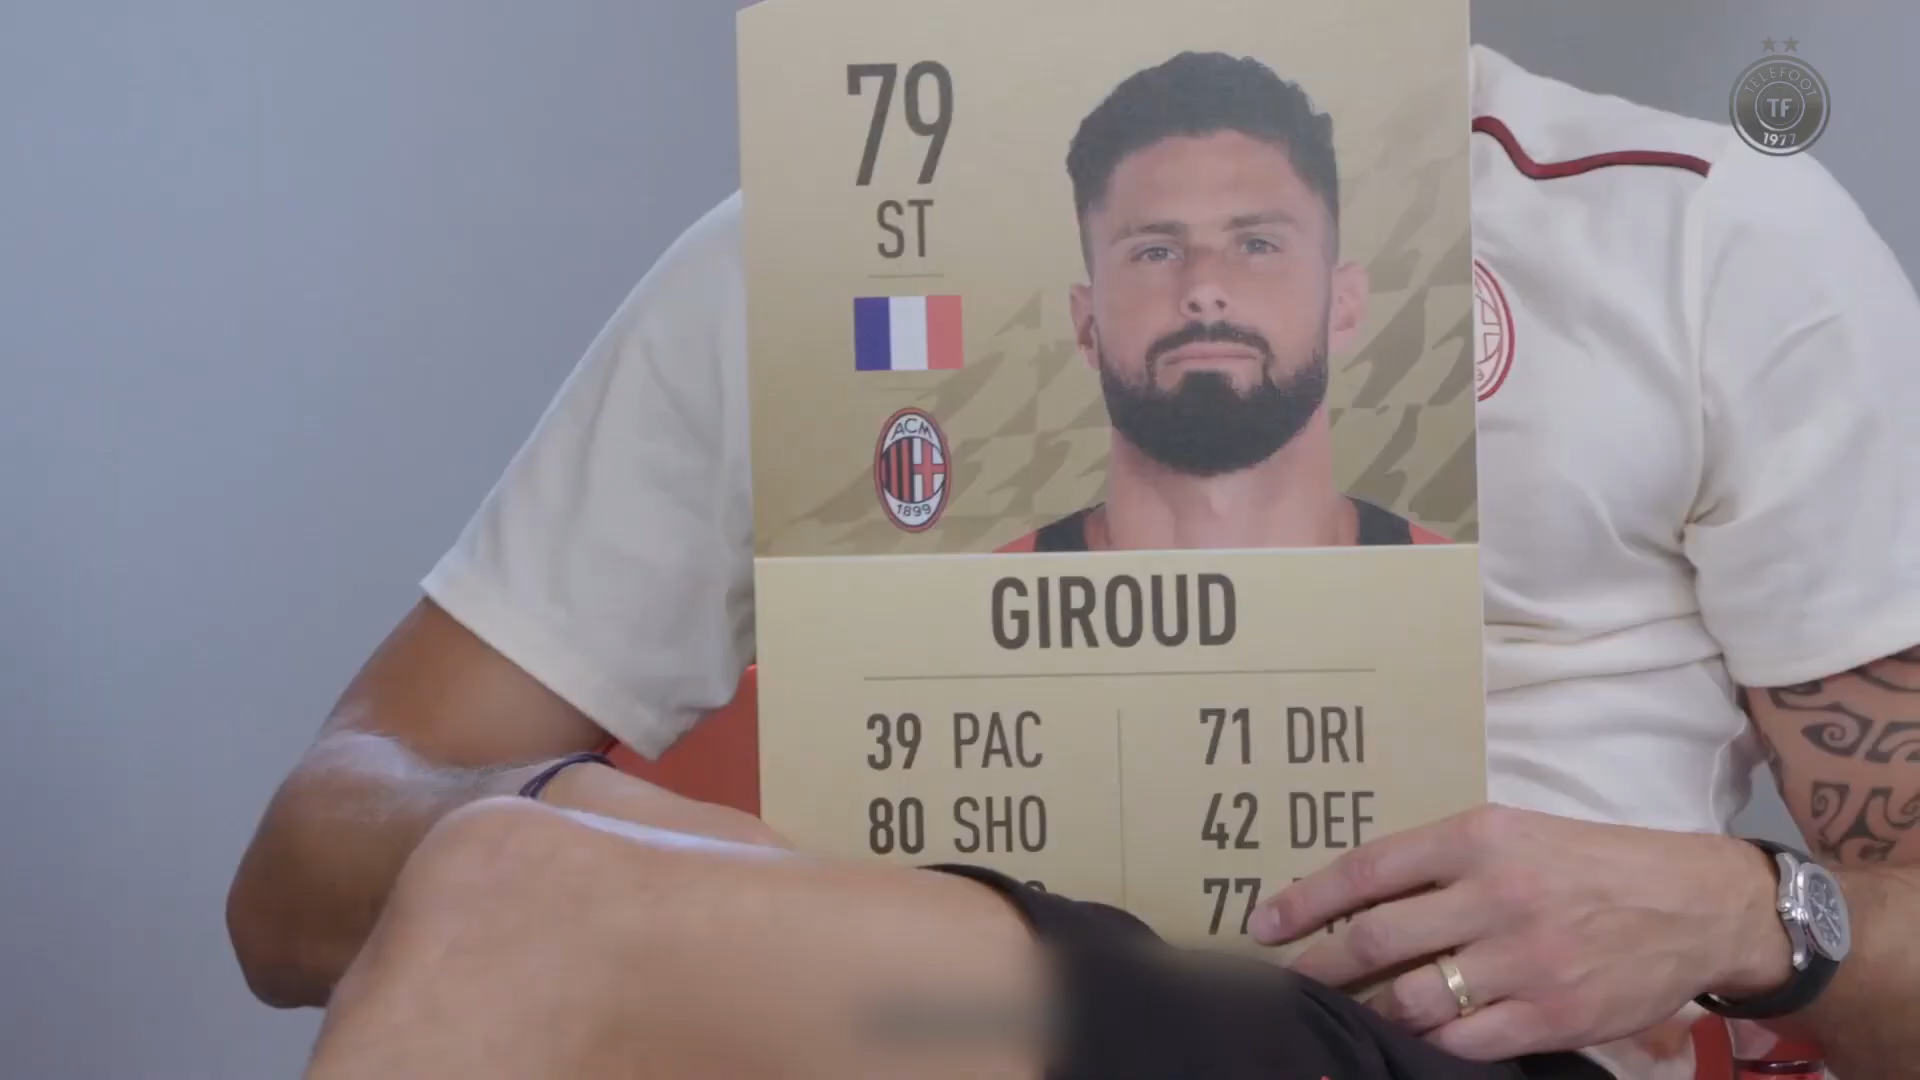 79
ST
ACM
1899
GIROUD
39 PAC
71 DRI
80 SHO
42 DEF
77
TELEFOOT
TF
1977